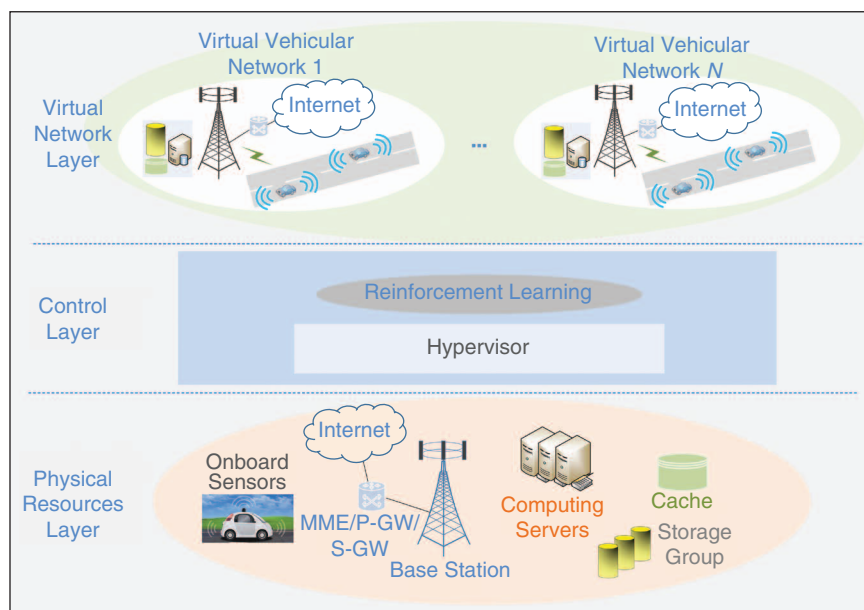 Virtual Vehicular
Network 1
Virtual Vehicular
Network N
Internet
Internet
Virtual
Network
Layer
...
Control
Layer
Reinforcement Learning
Hypervisor
Physical
Resources
Layer
Internet
Onboard
Sensors
MME/P-GW/
S-GW
Base Station
Computing
Servers
Cache
Storage
Group